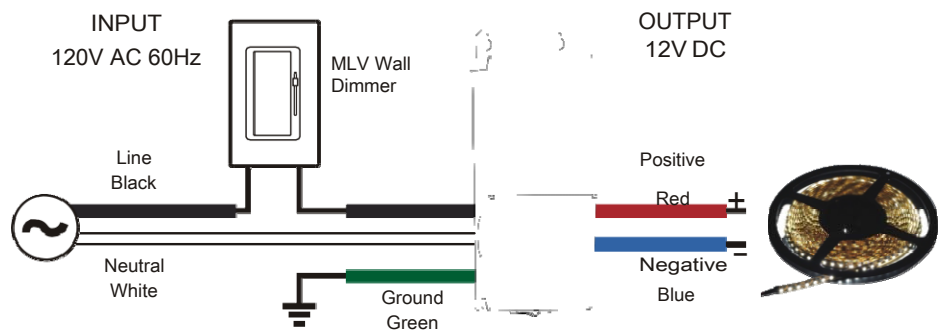 INPUT
120V AC 60Hz
MLV Wall
Dimmer
OUTPUT
12V DC
Line
Black
Positive
Red
+
Neutral
White
Ground
Green
Negative
−
Blue